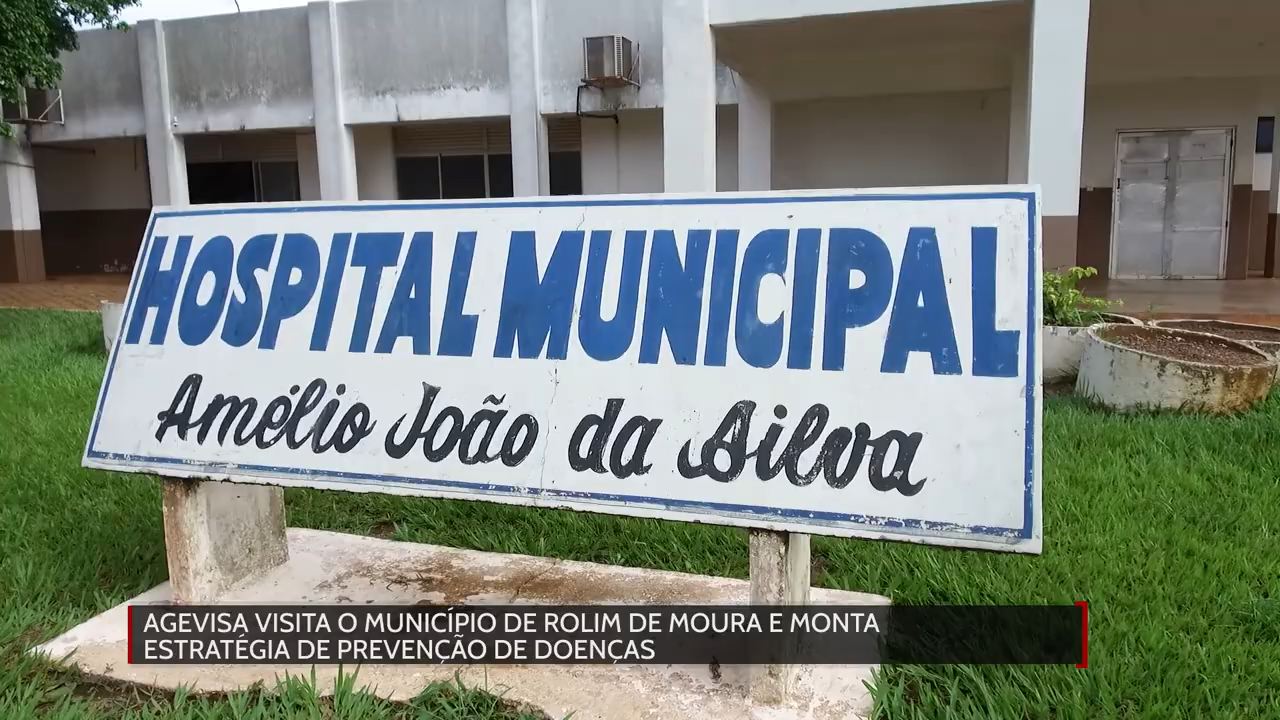 HOSPITAL MUNICIPAL
Amélio João da Silva
AGEVISA VISITA O MUNICÍPIO DE ROLIM DE MOURA E MONTA
ESTRATÉGIA DE PREVENÇÃO DE DOENÇAS